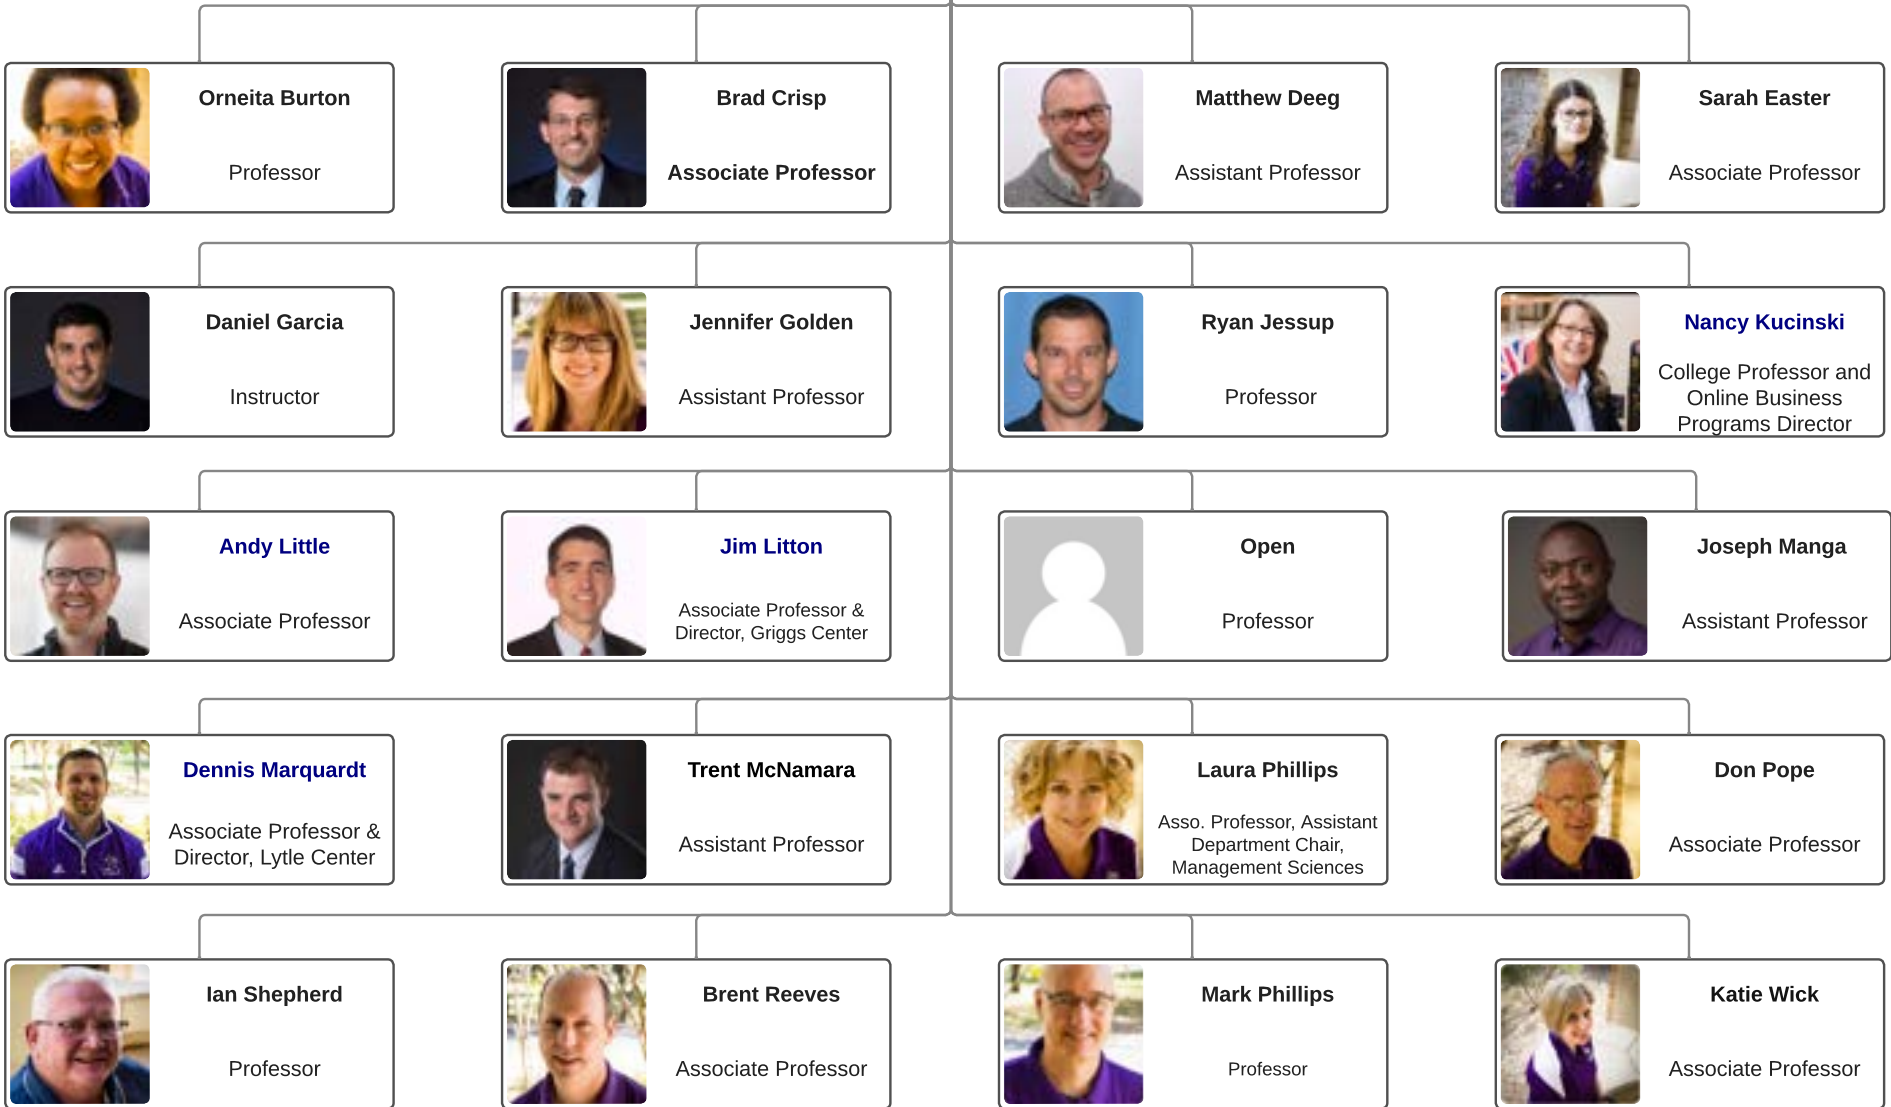 Orneita Burton
Professor
Brad Crisp
Associate Professor
Matthew Deeg
Assistant Professor
Sarah Easter
Associate Professor
Daniel Garcia
Instructor
Jennifer Golden
Assistant Professor
Ryan Jessup
Professor
Nancy Kucinski
College Professor and
Online Business
Programs Director
Andy Little
Associate Professor
Jim Litton
Associate Professor &
Director, Griggs Center
Open
Professor
Joseph Manga
Assistant Professor
Dennis Marquardt
Associate Professor &
Director, Lytle Center
Trent McNamara
Assistant Professor
Laura Phillips
Asso. Professor, Assistant
Department Chair,
Management Sciences
Don Pope
Associate Professor
Ian Shepherd
Professor
Brent Reeves
Associate Professor
Mark Phillips
Professor
Katie Wick
Associate Professor